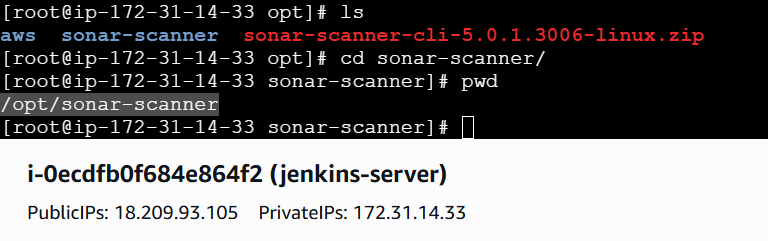 [root@ip-172-31-14-33 opt]# ls
aws  sonar-scanner  sonar-scanner-cli-5.0.1.3006-linux.zip
[root@ip-172-31-14-33 opt]# cd sonar-scanner/
[root@ip-172-31-14-33 sonar-scanner]# pwd
/opt/sonar-scanner
[root@ip-172-31-14-33 sonar-scanner]#
i-0ecdfb0f684e864f2 (jenkins-server)
PublicIPs: 18.209.93.105 PrivateIPs: 172.31.14.33